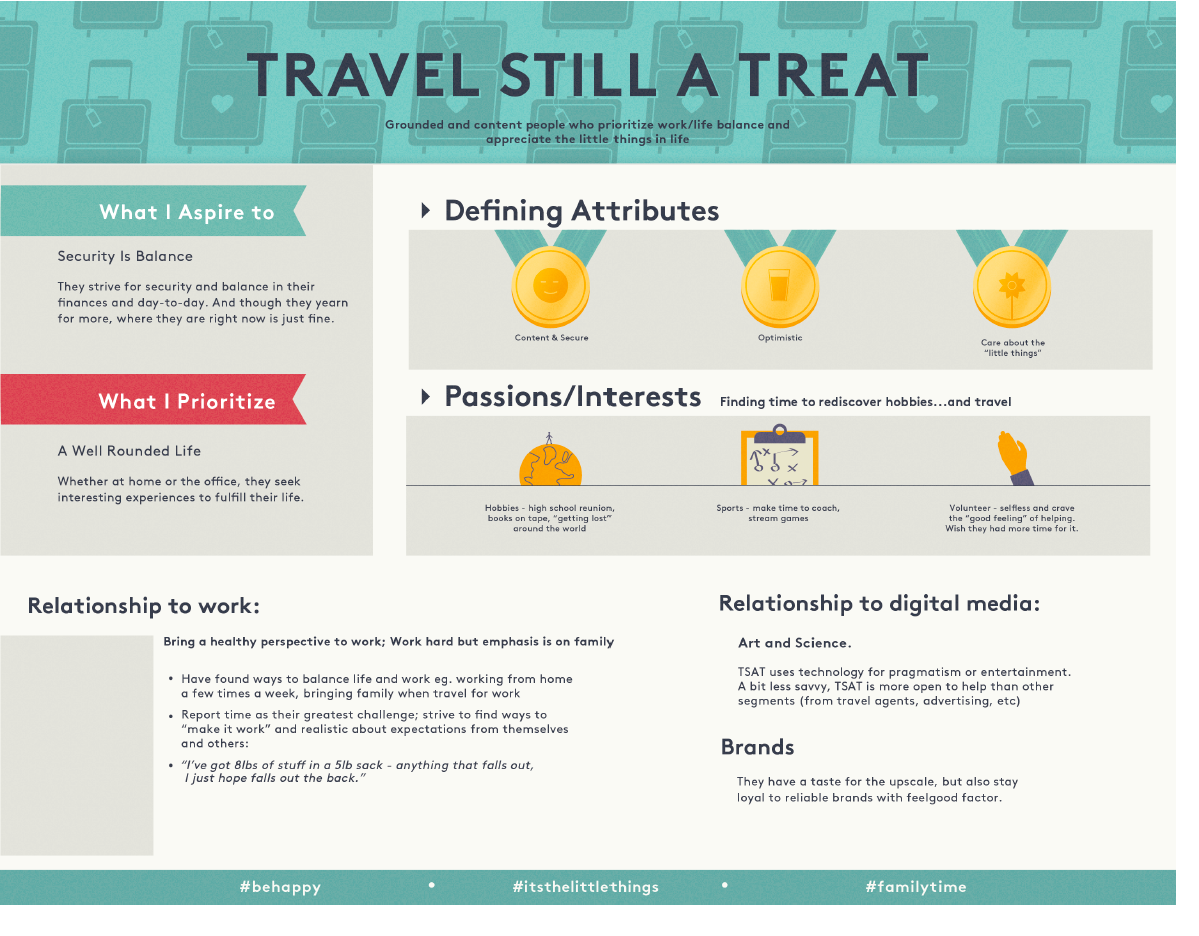 TRAVEL STILL A TREAT
Grounded and content people who prioritize work/life balance and
appreciate the little things in life
What I Aspire to
Security Is Balance
They strive for security and balance in their
finances and day-to-day. And though they yearn
for more, where they are right now is just fine.
What I Prioritize
A Well Rounded Life
Whether at home or the office, they seek
interesting experiences to fulfill their life.
Defining Attributes
Content & Secure
Optimistic
Care about the
"little things"
Passions/Interests
Finding time to rediscover hobbies...and travel
Hobbies - high school reunion,
books on tape, "getting lost"
around the world
Sports - make time to coach,
stream games
Volunteer - selfless and crave
the "good feeling" of helping.
Wish they had more time for it.
Relationship to work:
Bring a healthy perspective to work; Work hard but emphasis is on family
• Have found ways to balance life and work eg. working from home
a few times a week, bringing family when travel for work
• Report time as their greatest challenge; strive to find ways to
"make it work" and realistic about expectations from themselves
and others:
• "I've got 8lbs of stuff in a 5lb sack - anything that falls out,
I just hope falls out the back."
Relationship to digital media:
Art and Science.
TSAT uses technology for pragmatism or entertainment.
A bit less savvy, TSAT is more open to help than other
segments (from travel agents, advertising, etc)
Brands
They have a taste for the upscale, but also stay
loyal to reliable brands with feelgood factor.
#behappy • #itsthelittlethings • #familytime